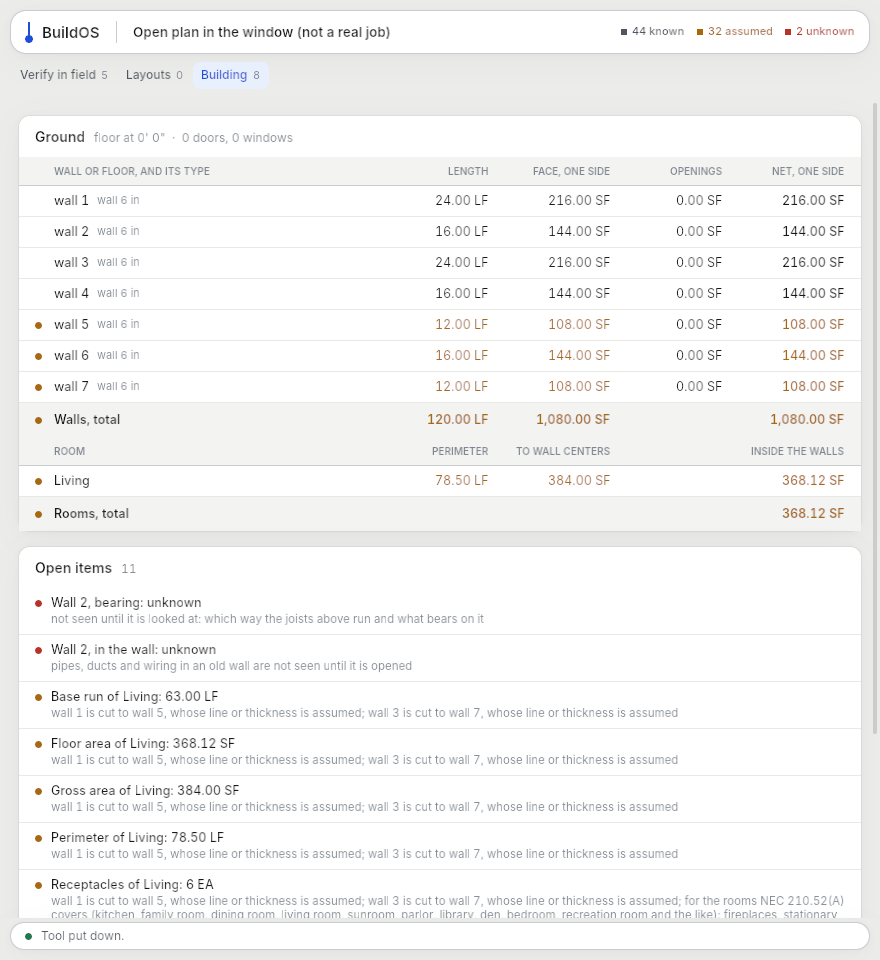 BuildOS
Open plan in the window (not a real job)
44 known 32 assumed 2 unknown
Verify in field 5 Layouts 0 Building 8
Ground floor at 0' 0" · 0 doors, 0 windows
WALL OR FLOOR, AND ITS TYPE LENGTH FACE, ONE SIDE OPENINGS NET, ONE SIDE
wall 1 wall 6 in 24.00 LF 216.00 SF 0.00 SF 216.00 SF
wall 2 wall 6 in 16.00 LF 144.00 SF 0.00 SF 144.00 SF
wall 3 wall 6 in 24.00 LF 216.00 SF 0.00 SF 216.00 SF
wall 4 wall 6 in 16.00 LF 144.00 SF 0.00 SF 144.00 SF
wall 5 wall 6 in 12.00 LF 108.00 SF 0.00 SF 108.00 SF
wall 6 wall 6 in 16.00 LF 144.00 SF 0.00 SF 144.00 SF
wall 7 wall 6 in 12.00 LF 108.00 SF 0.00 SF 108.00 SF
Walls, total 120.00 LF 1,080.00 SF 1,080.00 SF
ROOM PERIMETER TO WALL CENTERS INSIDE THE WALLS
Living 78.50 LF 384.00 SF 368.12 SF
Rooms, total 368.12 SF
Open items 11
Wall 2, bearing: unknown
not seen until it is looked at: which way the joists above run and what bears on it
Wall 2, in the wall: unknown
pipes, ducts and wiring in an old wall are not seen until it is opened
Base run of Living: 63.00 LF
wall 1 is cut to wall 5, whose line or thickness is assumed; wall 3 is cut to wall 7, whose line or thickness is assumed
Floor area of Living: 368.12 SF
wall 1 is cut to wall 5, whose line or thickness is assumed; wall 3 is cut to wall 7, whose line or thickness is assumed
Gross area of Living: 384.00 SF
wall 1 is cut to wall 5, whose line or thickness is assumed; wall 3 is cut to wall 7, whose line or thickness is assumed
Perimeter of Living: 78.50 LF
wall 1 is cut to wall 5, whose line or thickness is assumed; wall 3 is cut to wall 7, whose line or thickness is assumed
Receptacles of Living: 6 EA
wall 1 is cut to wall 5, whose line or thickness is assumed; wall 3 is cut to wall 7, whose line or thickness is assumed; for the rooms NEC 210.52(A)
covers (kitchen, family room, dining room, living room, sunroom, parlor, library, den, bedroom, recreation room and the like); fireplaces, stationary
Tool put down.